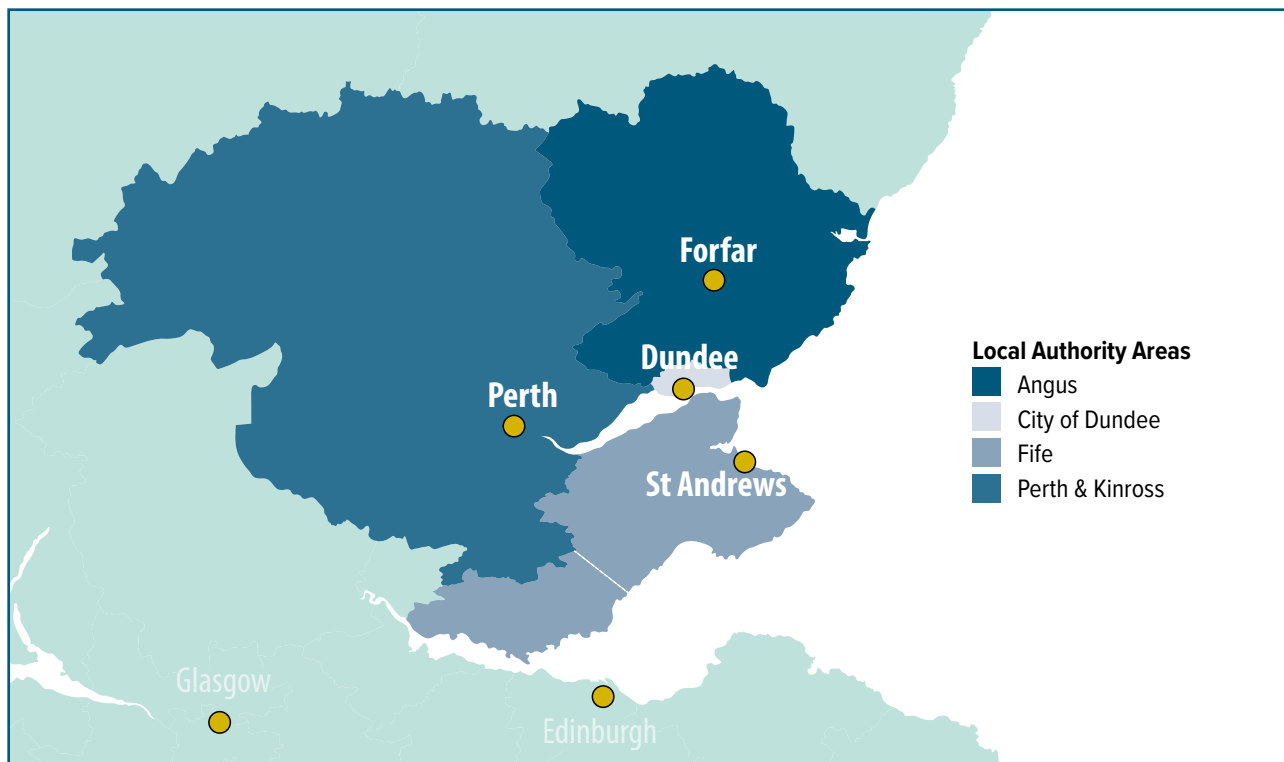 Forfar
Dundee
Perth
St Andrews
Glasgow
Edinburgh
Local Authority Areas
Angus
City of Dundee
Fife
Perth & Kinross